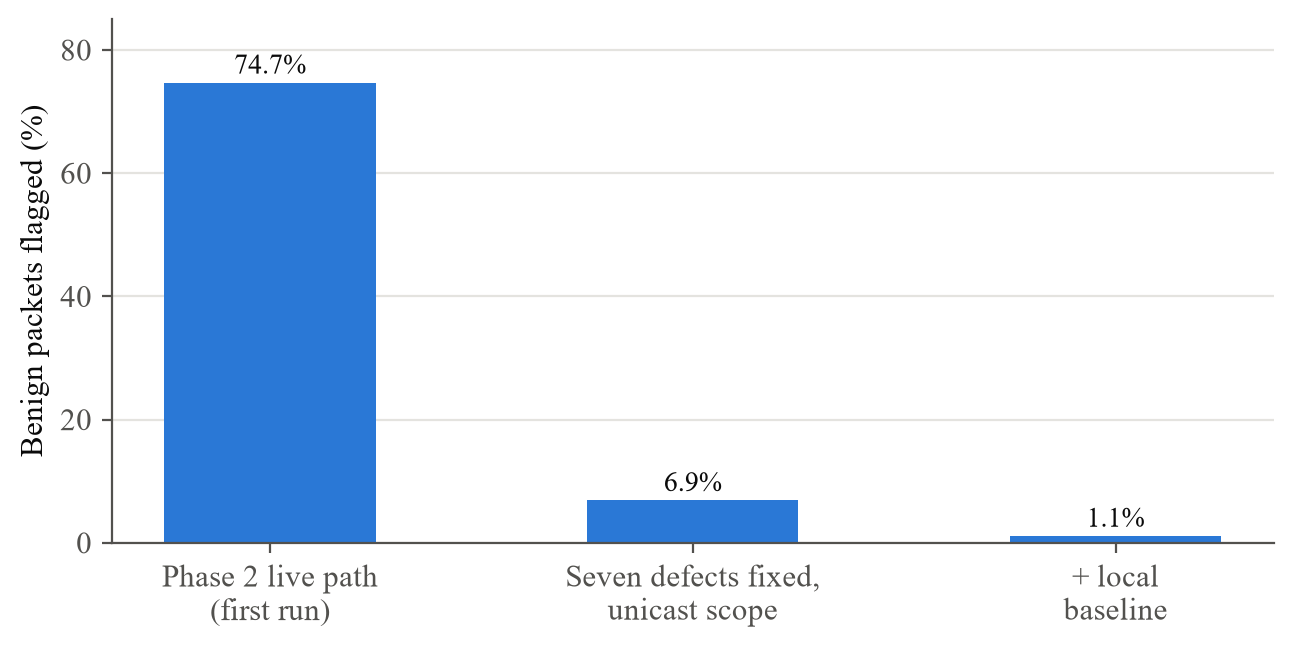 Benign packets flagged (%)
80
60
40
20
0
74.7%
6.9%
1.1%
Phase 2 live path
(first run)
Seven defects fixed,
unicast scope
+ local
baseline